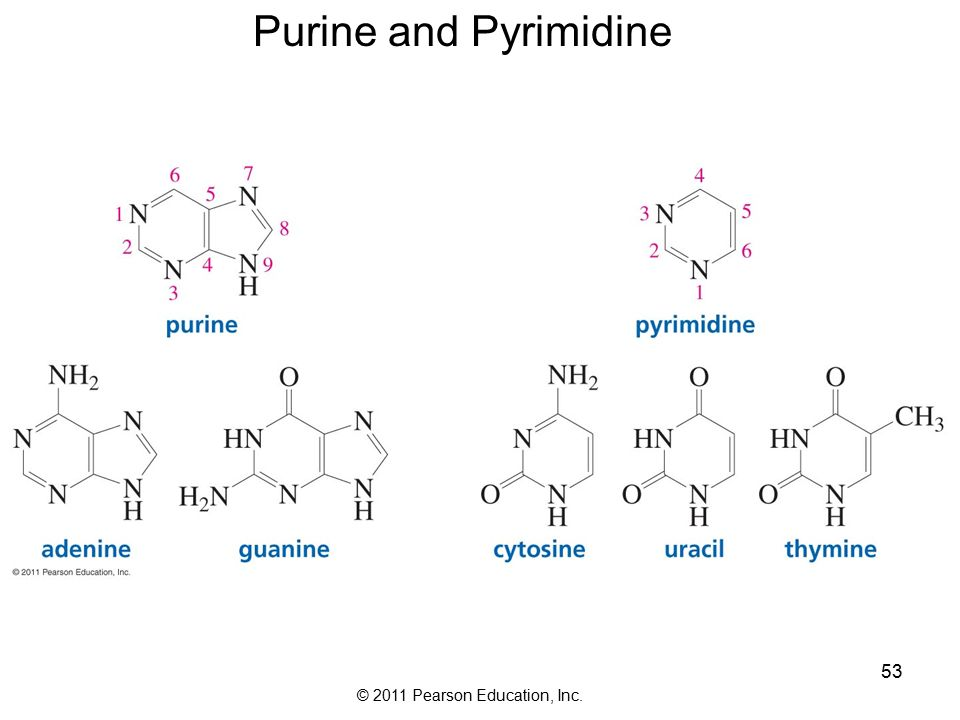 Purine and Pyrimidine
6
7
N
5
1 N
8
2
N
4
N 9
H
3
purine
4
3 N
5
2
6
N
1
pyrimidine
NH₂
N
N
N
N
H
adenine
O
HN
N
H₂N
N
N
H
guanine
NH₂
N
O
N
H
cytosine
O
HN
O
N
H
uracil
O
CH₃
HN
O
N
H
thymine
© 2011 Pearson Education, Inc.
53
© 2011 Pearson Education, Inc.